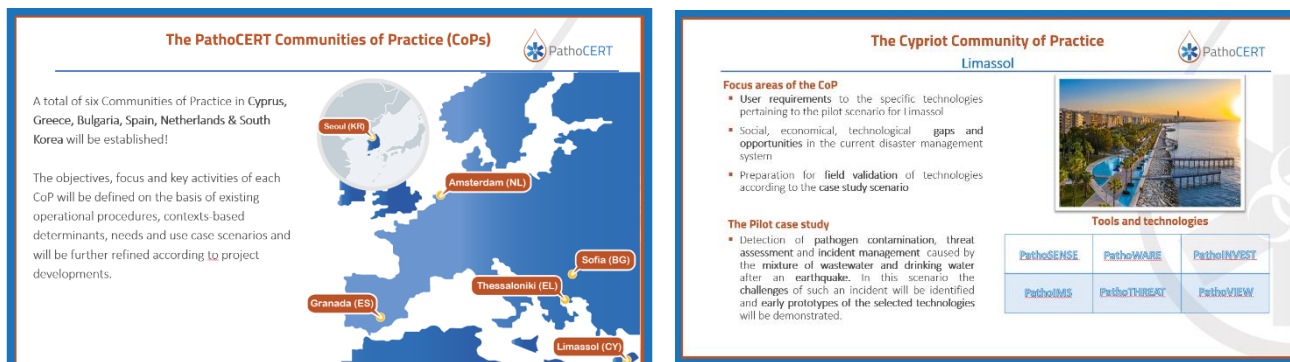 The PathoCERT Communities of Practice (CoPs)
PathoCERT
A total of six Communities of Practice in Cyprus,
Greece, Bulgaria, Spain, Netherlands & South
Korea will be established!
The objectives, focus and key activities of each
CoP will be defined on the basis of existing
operational procedures, contexts-based
determinants, needs and use case scenarios and
will be further refined according to project
developments.
Seoul (KR)
Amsterdam (NL)
Sofia (BG)
Thessaloniki (EL)
Granada (ES)
Limassol (CY)
The Cypriot Community of Practice
Limassol
PathoCERT
Focus areas of the CoP
▪ User requirements to the specific technologies
pertaining to the pilot scenario for Limassol
▪ Social, economical, technological gaps and
opportunities in the current disaster management
system
▪ Preparation for field validation of technologies
according to the case study scenario
The Pilot case study
▪ Detection of pathogen contamination, threat
assessment and incident management caused by
the mixture of wastewater and drinking water
after an earthquake. In this scenario the
challenges of such an incident will be identified
and early prototypes of the selected technologies
will be demonstrated.
Tools and technologies
PathoSENSE PathoWARE PathoINVEST
PathoIMS PathoTHREAT PathoVIEW